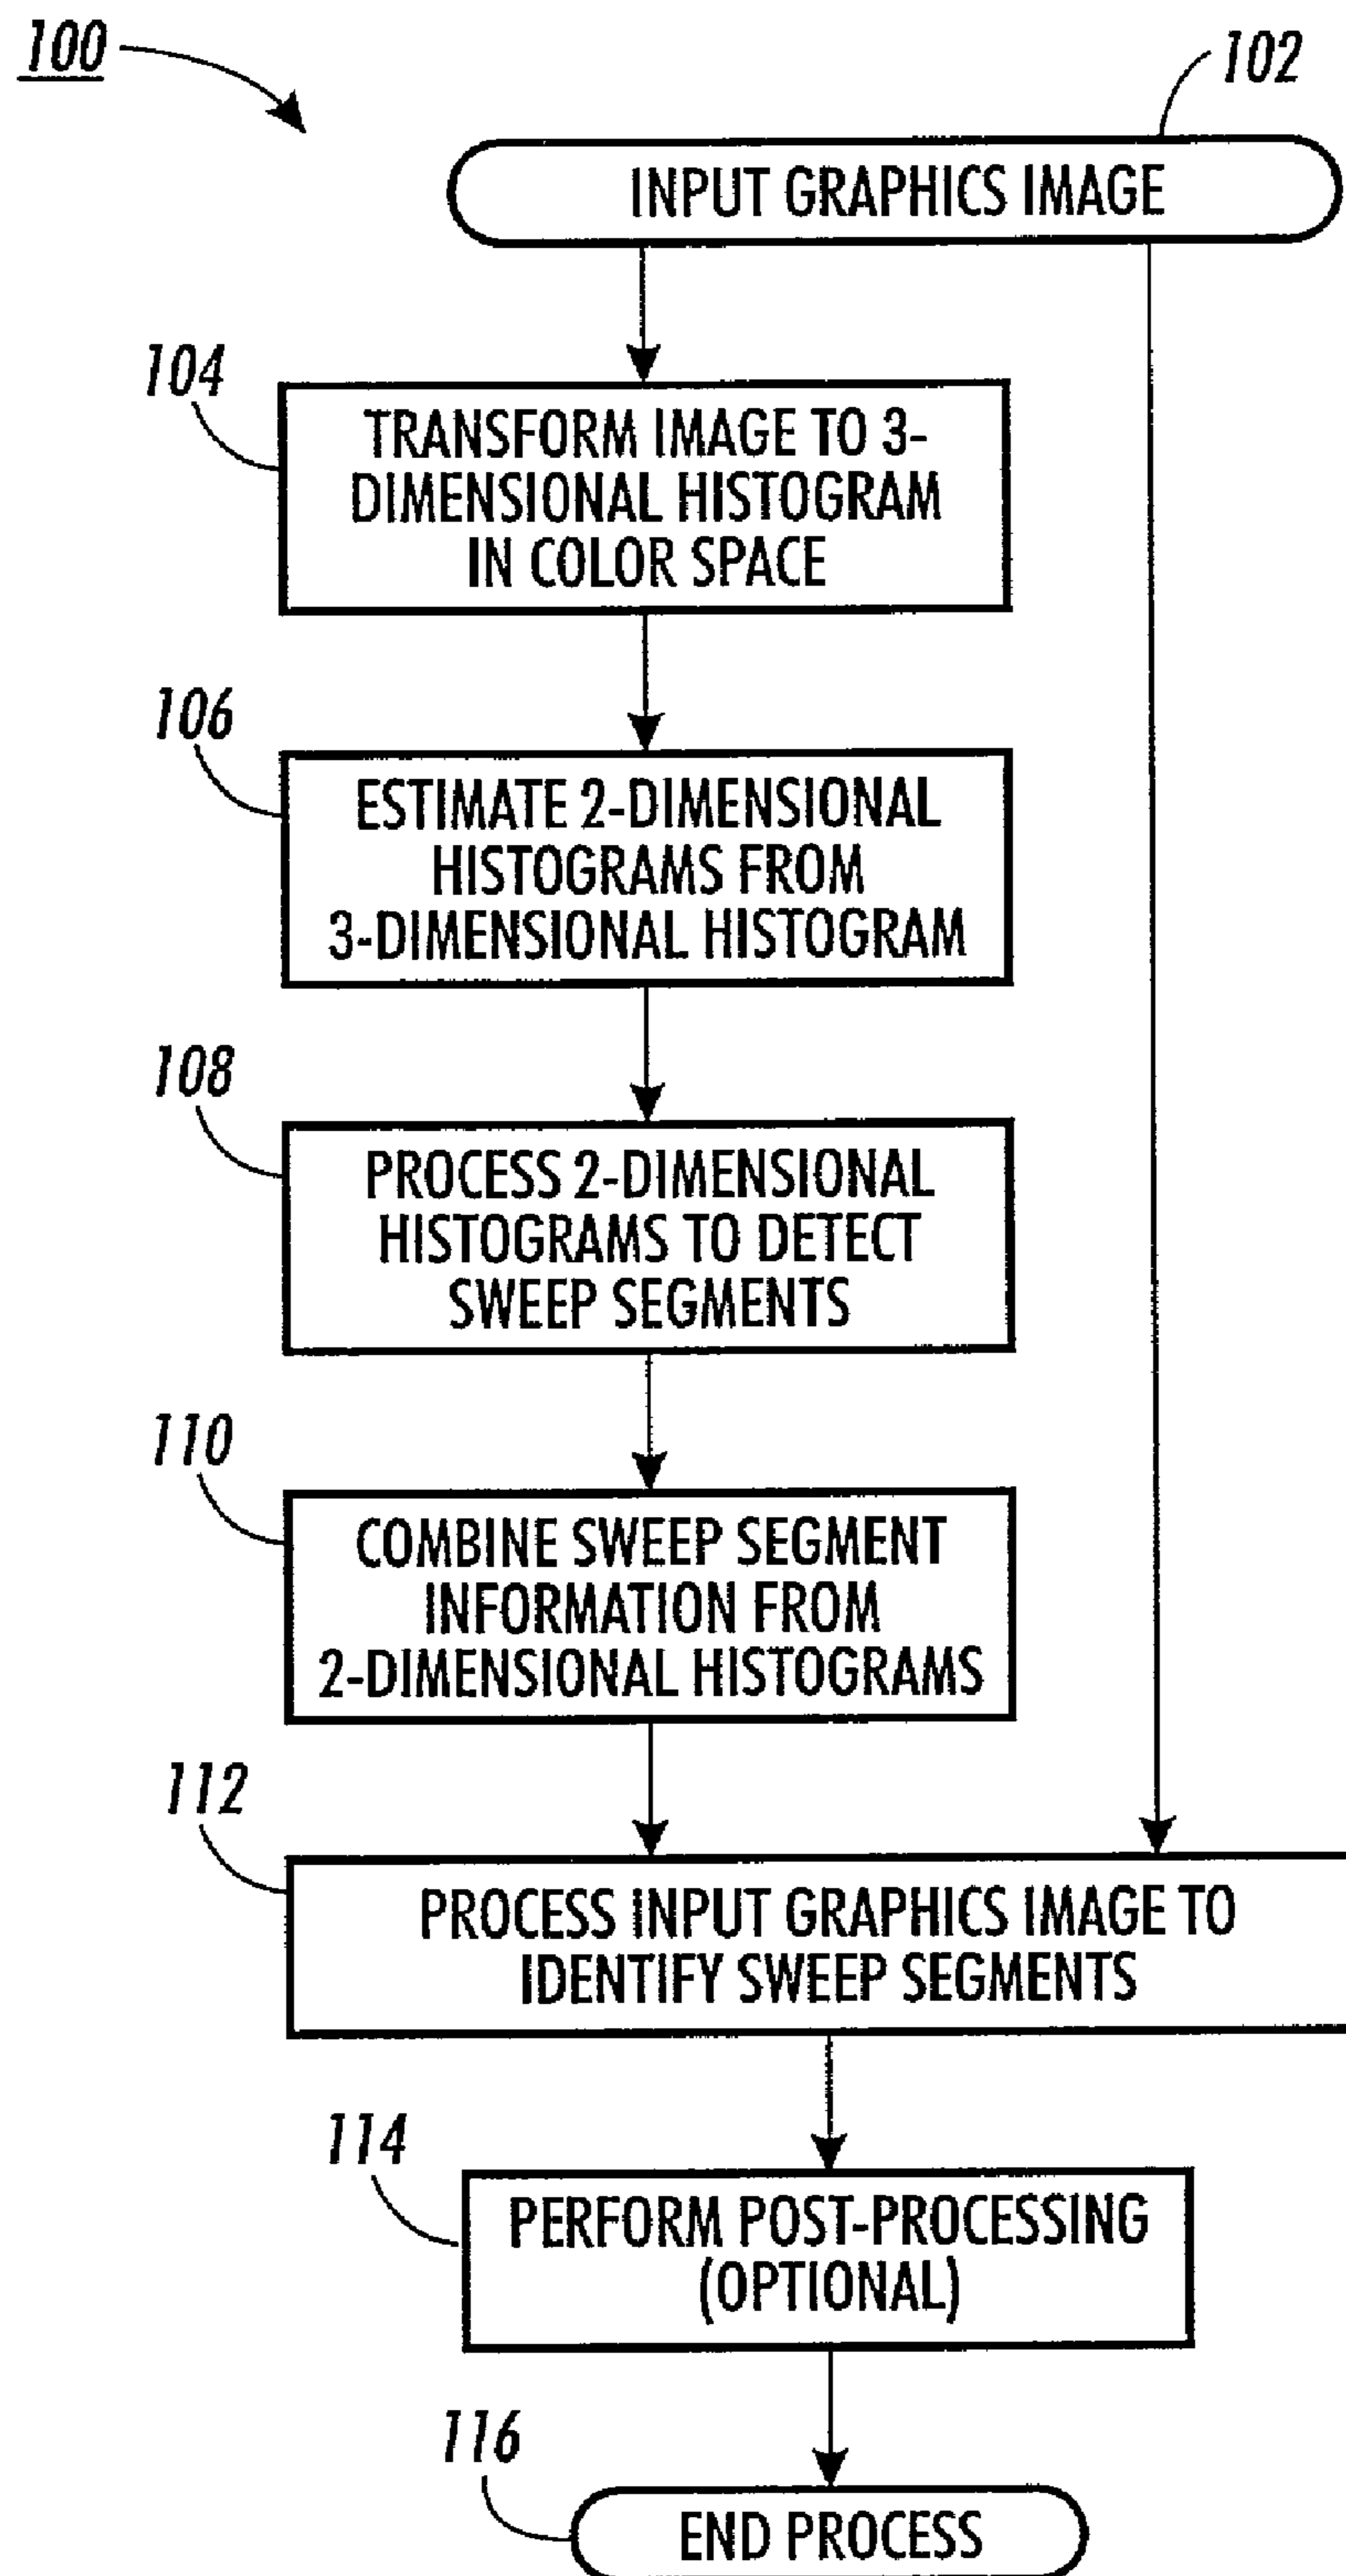 100
102
INPUT GRAPHICS IMAGE
104
TRANSFORM IMAGE TO 3-
DIMENSIONAL HISTOGRAM
IN COLOR SPACE
106
ESTIMATE 2-DIMENSIONAL
HISTOGRAMS FROM
3-DIMENSIONAL HISTOGRAM
108
PROCESS 2-DIMENSIONAL
HISTOGRAMS TO DETECT
SWEEP SEGMENTS
110
COMBINE SWEEP SEGMENT
INFORMATION FROM
2-DIMENSIONAL HISTOGRAMS
112
PROCESS INPUT GRAPHICS IMAGE TO
IDENTIFY SWEEP SEGMENTS
114
PERFORM POST-PROCESSING
(OPTIONAL)
116
END PROCESS